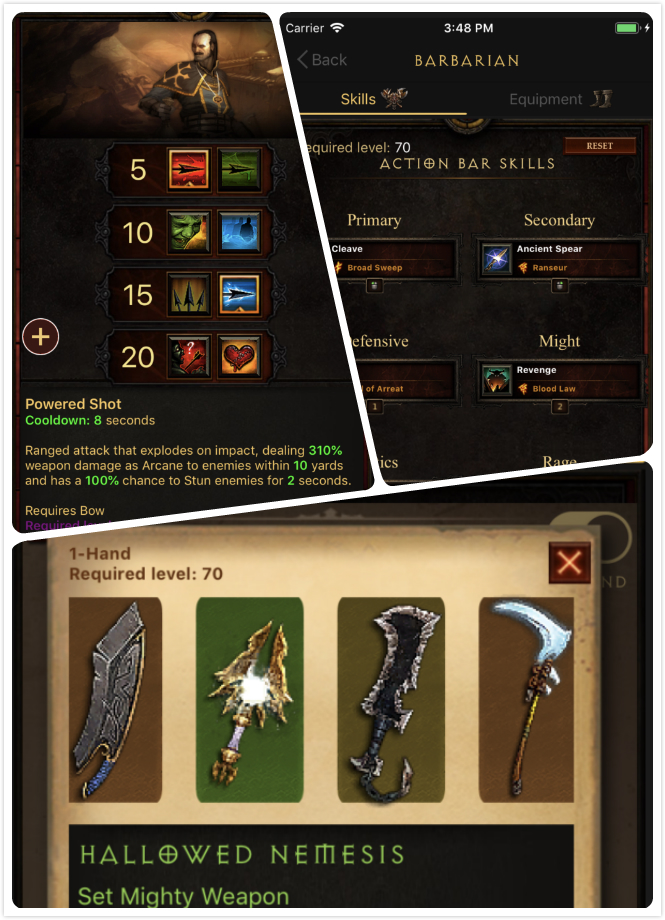 5
10
15
20
Powered Shot
Cooldown: 8 seconds
Ranged attack that explodes on impact, dealing 310%
weapon damage as Arcane to enemies within 10 yards
and has a 100% chance to Stun enemies for 2 seconds.
Requires Bow
Carrier 3:48 PM
Back BARBARIAN
Skills Equipment
equired level: 70 RESET
ACTION BAR SKILLS
Primary Secondary
Cleave Ancient Spear
Broad Sweep Ranseur
efensive Might
Revenge
of Arreat Blood Law
1 2
ics Rage
1-Hand
Required level: 70
ND
HALLOWED NEMESIS
Set Mighty Weapon